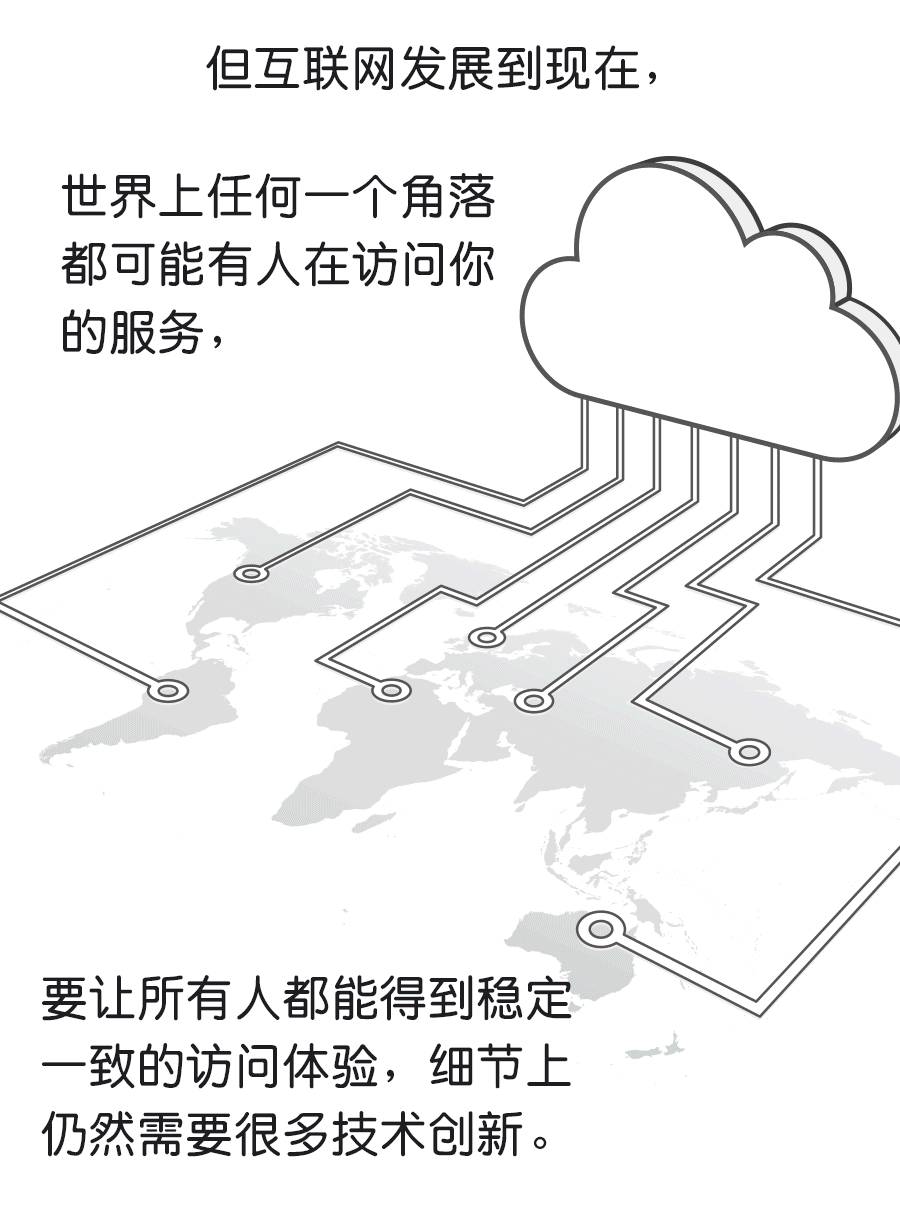 但互联网发展到现在，
世界上任何一个角落
都可能有人在访问你
的服务，
要让所有人都能得到稳定
一致的访问体验，细节上
仍然需要很多技术创新。